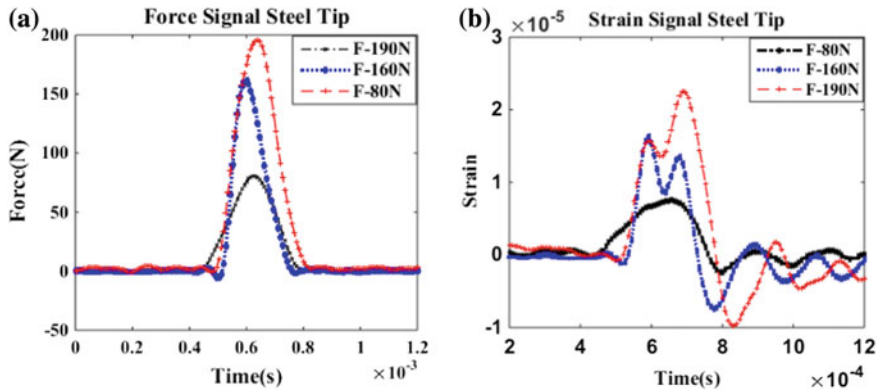 (a)
Force Signal Steel Tip
200
150
100
50
0
-50
Force(N)
F-190N
F-160N
F-80N
0 0.2 0.4 0.6 0.8 1 1.2
Time(s)
×10⁻³
(b)
Strain Signal Steel Tip
3 ×10⁻⁵
2
1
0
-1
Strain
F-80N
F-160N
F-190N
2 4 6 8 10 12
Time(s)
×10⁻⁴